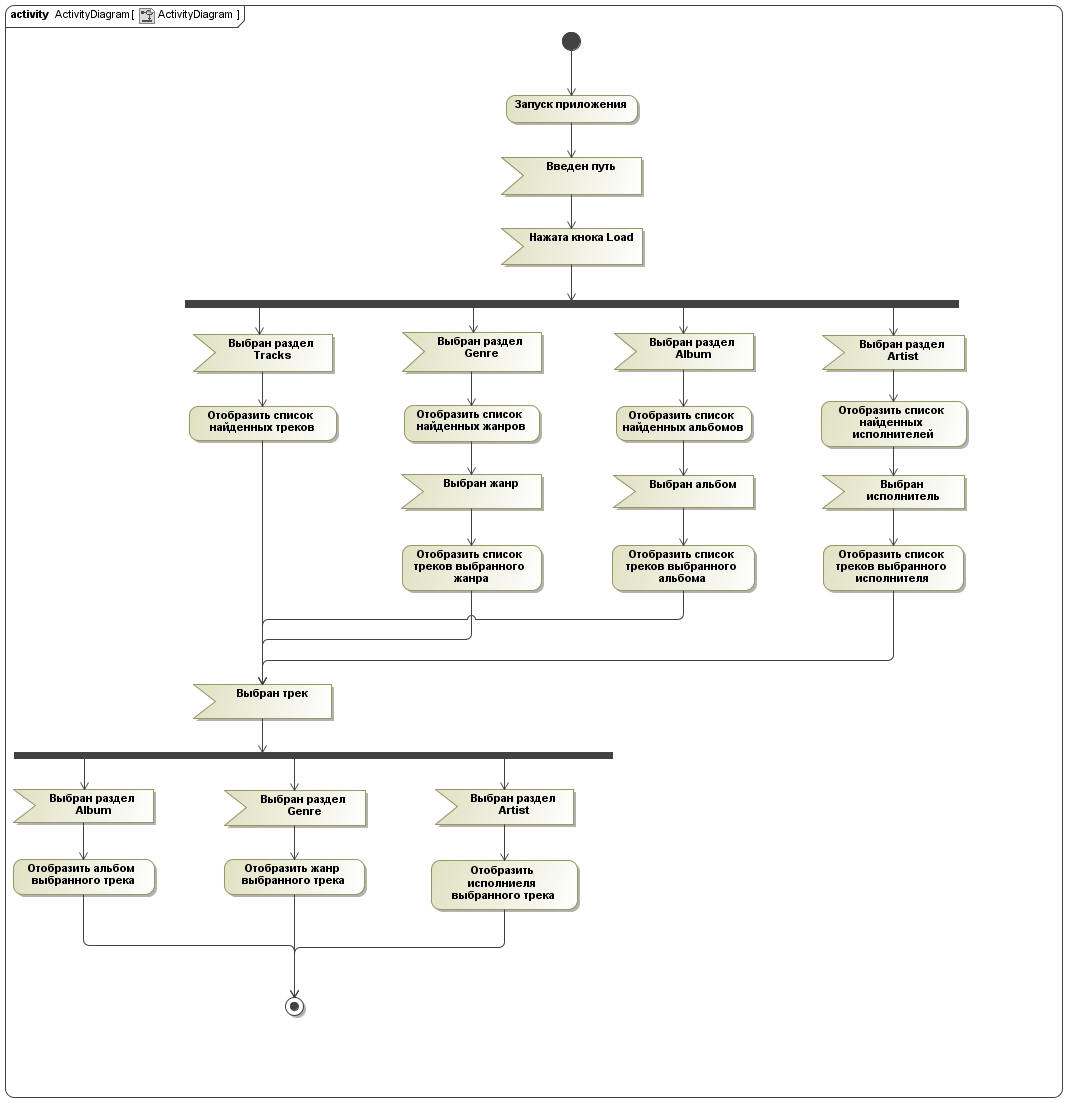 activity ActivityDiagram[ ActivityDiagram ]
Запуск приложения
Введен путь
Нажата кнока Load
Выбран раздел
Tracks
Выбран раздел
Genre
Выбран раздел
Album
Выбран раздел
Artist
Отобразить список
найденных треков
Отобразить список
найденных жанров
Отобразить список
найденных альбомов
Отобразить список
найденных
исполнителей
Выбран жанр
Выбран альбом
Выбран
исполнитель
Отобразить список
треков выбранного
жанра
Отобразить список
треков выбранного
альбома
Отобразить список
треков выбранного
исполнителя
Выбран трек
Выбран раздел
Album
Выбран раздел
Genre
Выбран раздел
Artist
Отобразить альбом
выбранного трека
Отобразить жанр
выбранного трека
Отобразить
исполниеля
выбранного трека